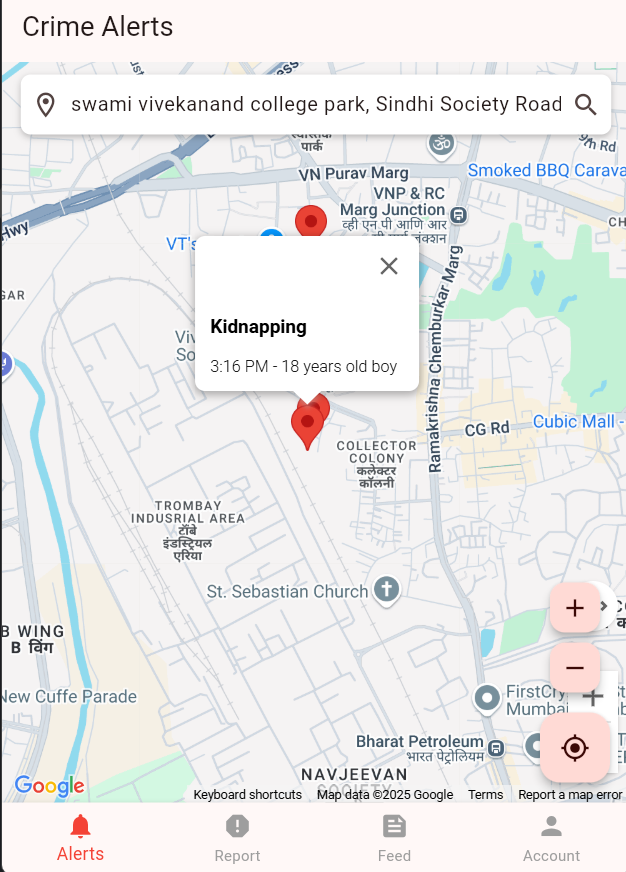 Crime Alerts
swami vivekanand college park, Sindhi Society Road
पार्क
9th Rd
VN Purav Marg
Smoked BBQ Carava
Hwy
VNP & RC
Marg Junction
व्ही एन पी आणि आर
VT's
GAR
Kidnapping
3:16 PM - 18 years old boy
Ramakrishna Chemburkar Marg
Cubic Mall -
CG Rd
COLLECTOR
COLONY
कलेक्टर
कॉलनी
TROMBAY
INDUSRIAL AREA
ट्रॉंबे
इंडस्ट्रियल
एरिया
St. Sebastian Church
B WING
B विंग
New Cuffe Parade
FirstCry
Mumbai
Bharat Petroleum
भारत पेट्रोलियम
NAVJEEVAN
SOCIETY
Google
Keyboard shortcuts
Map data ©2025 Google
Terms
Report a map error
Alerts
Report
Feed
Account